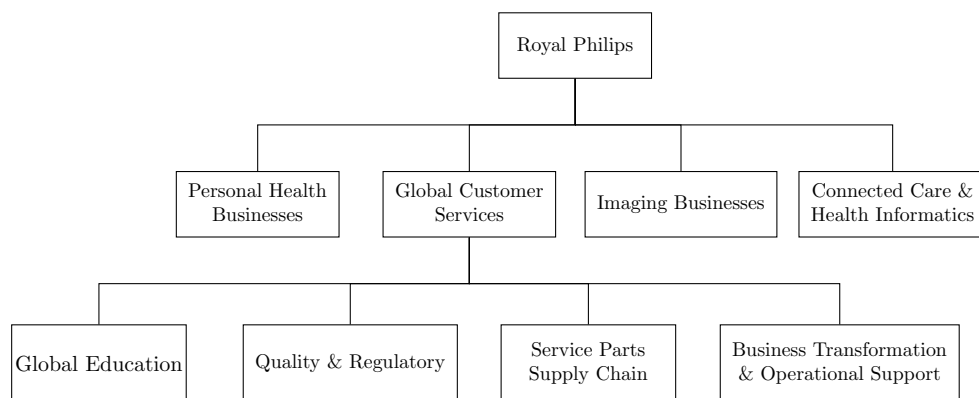 Royal Philips
Personal Health
Businesses
Global Customer
Services
Imaging Businesses
Connected Care &
Health Informatics
Global Education
Quality & Regulatory
Service Parts
Supply Chain
Business Transformation
& Operational Support